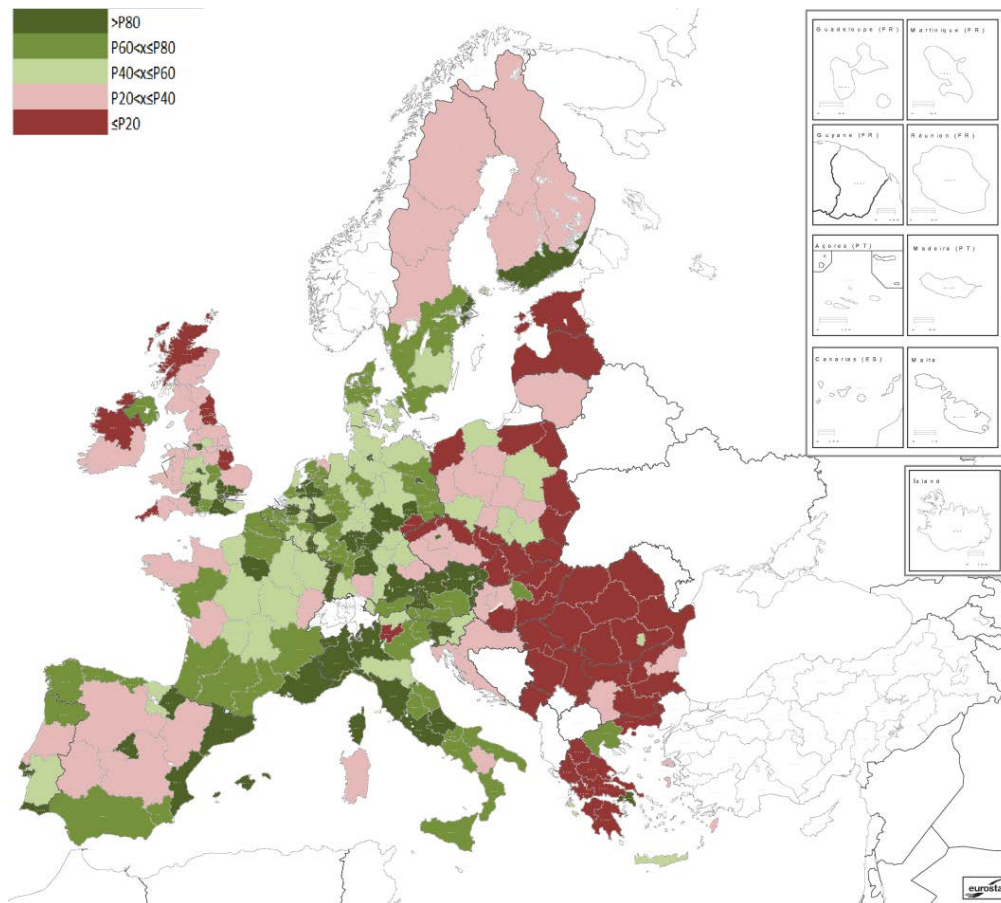 >P80
P60<x≤P80
P40<x≤P60
P20<x≤P40
≤P20
Guadeloupe (FR)
Martinique (FR)
Guyane (FR)
Réunion (FR)
Açores (PT)
Madeira (PT)
Canarias (ES)
Malta
Ísland
eurosta